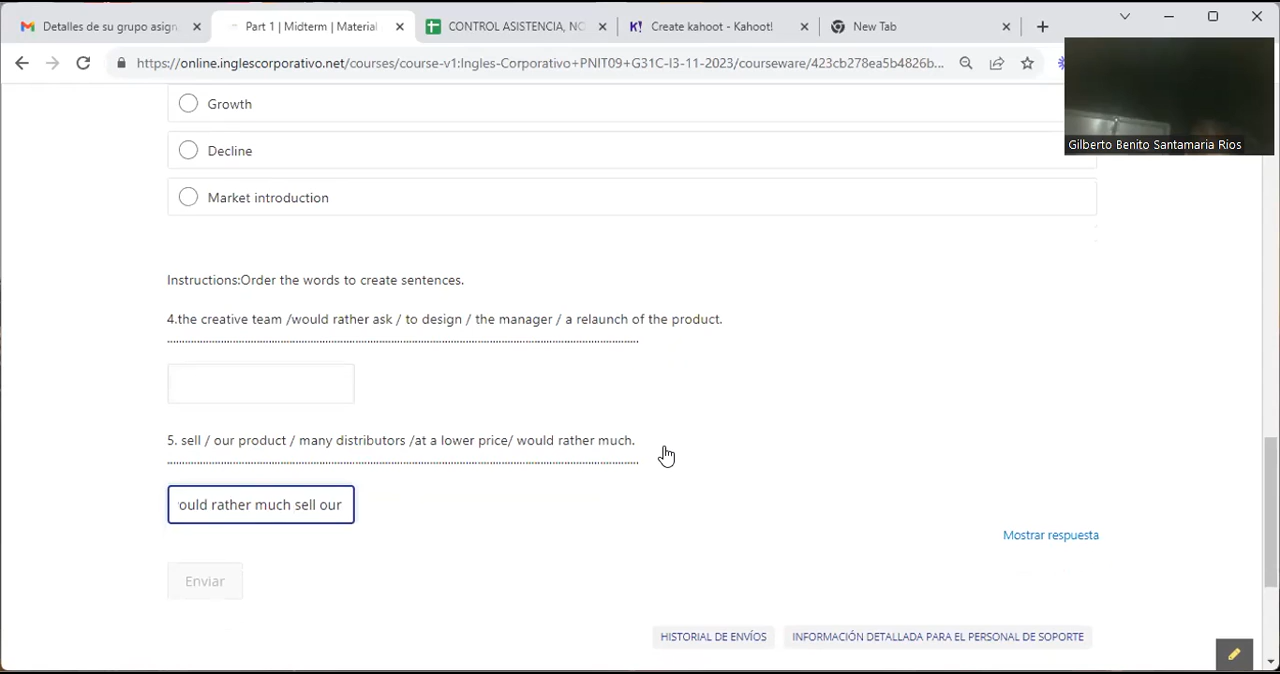 Detalles de su grupo asign
Part 1 | Midterm | Material
CONTROL ASISTENCIA, NO
K! Create kahoot - Kahoot!
New Tab
https://online.inglescorporativo.net/courses/course-v1:Ingles-Corporativo+PNIT09+G31C-I3-11-2023/courseware/423cb278ea5b4826b...
Gilberto Benito Santamaria Rios
Growth
Decline
Market introduction
Instructions:Order the words to create sentences.
4.the creative team /would rather ask / to design / the manager / a relaunch of the product.
5. sell / our product / many distributors /at a lower price/ would rather much.
ould rather much sell our
Mostrar respuesta
Enviar
HISTORIAL DE ENVÍOS
INFORMACIÓN DETALLADA PARA EL PERSONAL DE SOPORTE